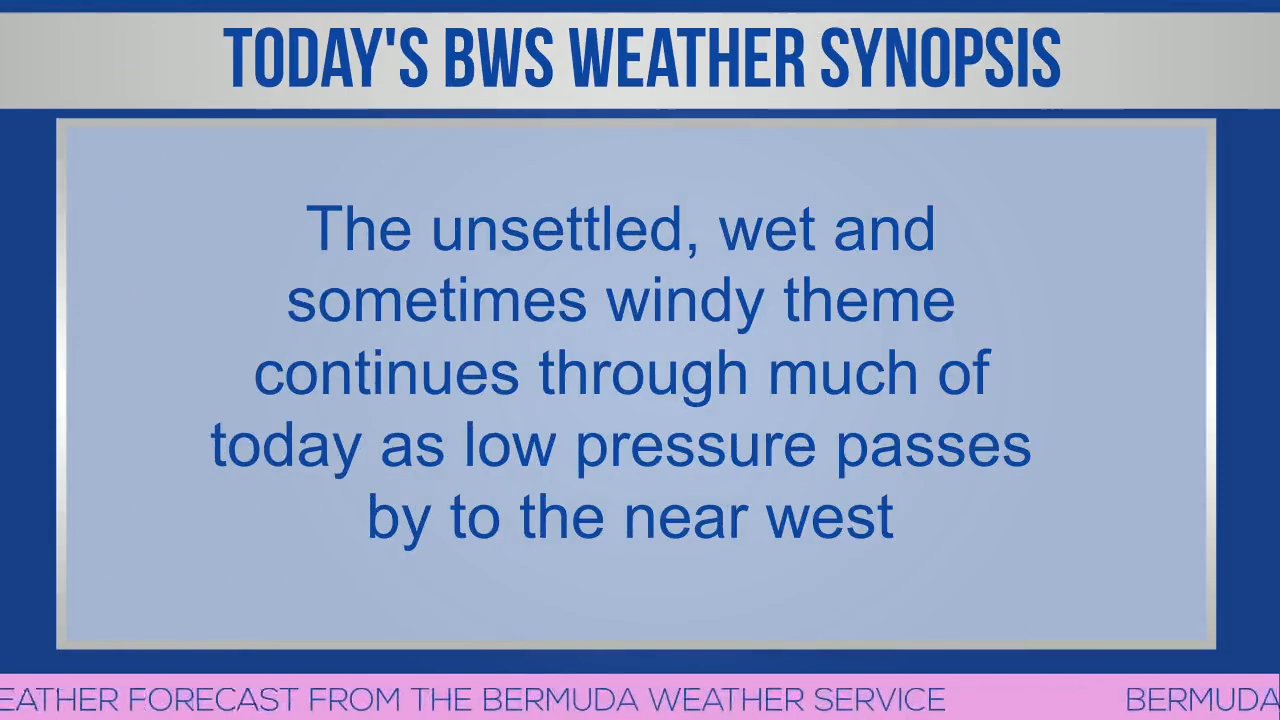 TODAY'S BWS WEATHER SYNOPSIS
The unsettled, wet and
sometimes windy theme
continues through much of
today as low pressure passes
by to the near west
EATHER FORECAST FROM THE BERMUDA WEATHER SERVICE BERMUDA